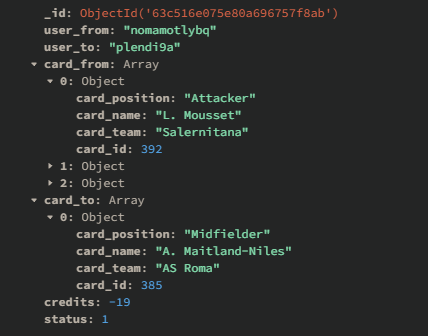 _id: ObjectId('63c516e075e80a696757f8ab')
user_from: "nomamotlybq"
user_to: "plendi9a"
card_from: Array
0: Object
card_position: "Attacker"
card_name: "L. Mousset"
card_team: "Salernitana"
card_id: 392
1: Object
2: Object
card_to: Array
0: Object
card_position: "Midfielder"
card_name: "A. Maitland-Niles"
card_team: "AS Roma"
card_id: 385
credits: -19
status: 1